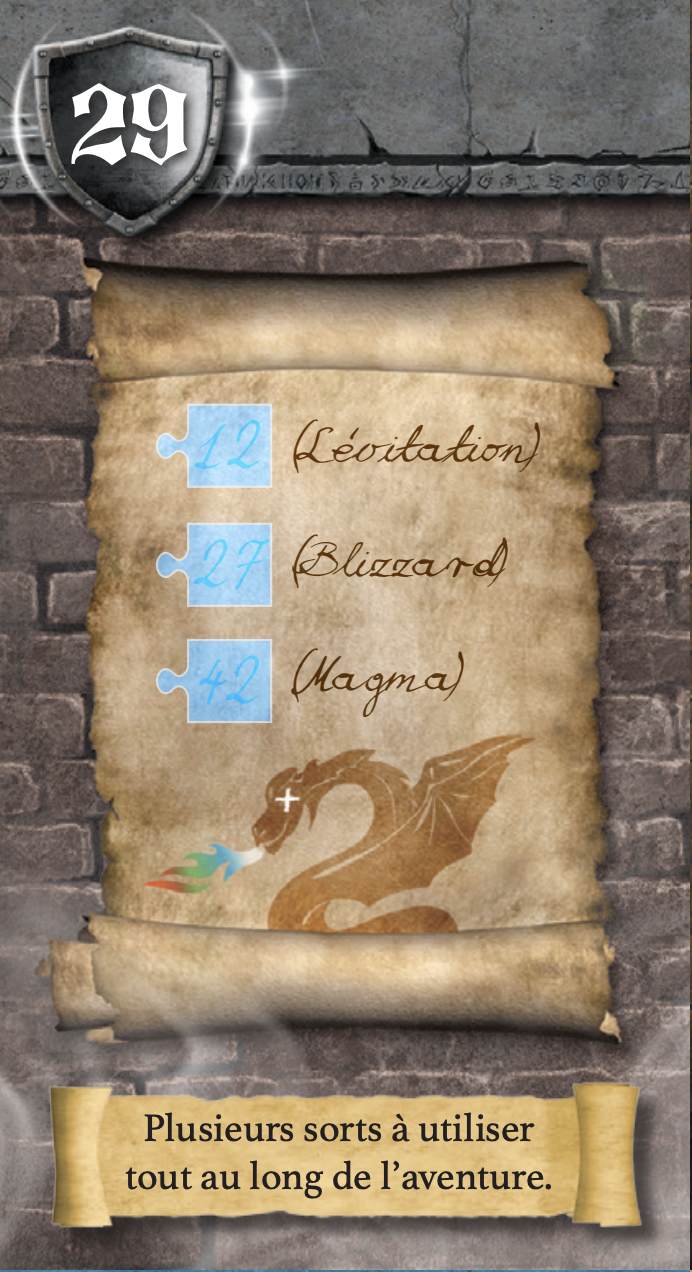 29
12 (Lévitation)
27 (Blizzard)
42 (Magma)
Plusieurs sorts à utiliser
tout au long de l’aventure.